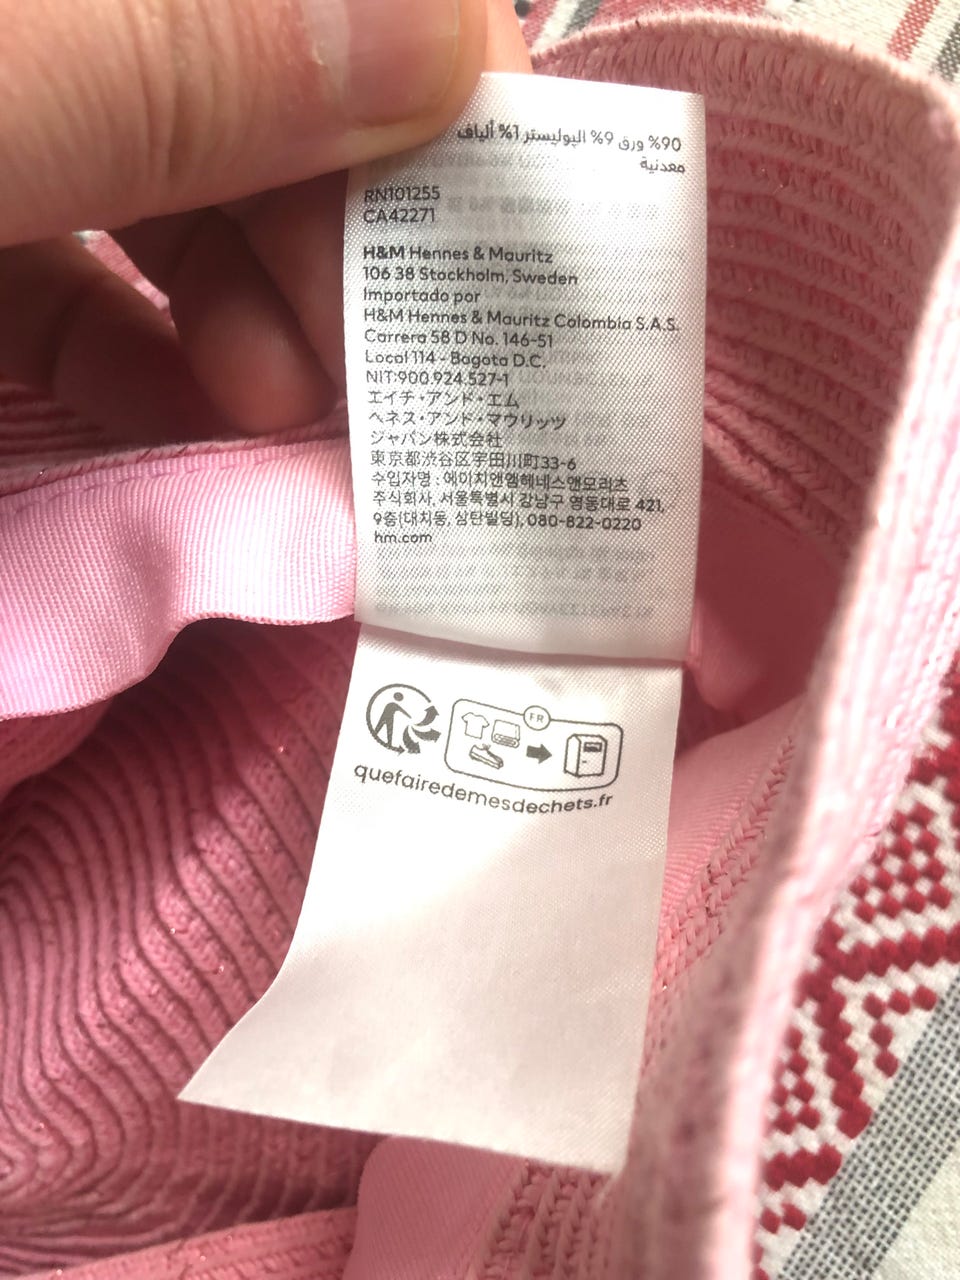 90% ورق 9% البوليستر 1% ألياف
معدنية
RN101255
CA42271
H&M Hennes & Mauritz
106 38 Stockholm, Sweden
Importado por
H&M Hennes & Mauritz Colombia S.A.S.
Carrera 58 D No. 146-51
Local 114 - Bogota D.C.
NIT:900.924.527-1
エイチ・アンド・エム
ヘネス・アンド・マウリッツ
ジャパン株式会社
東京都渋谷区宇田川町33-6
수입자명 : 에이치앤엠헤네스앤모리츠
주식회사, 서울특별시 강남구 영동대로 421,
9층(대치동, 삼탄빌딩), 080-822-0220
hm.com
FR
quefairedemesdechets.fr